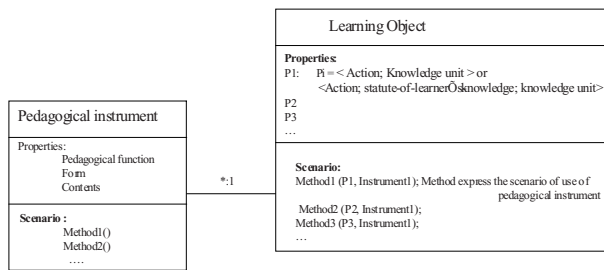 Learning Object
Properties:
P1: Pi = < Action; Knowledge unit > or
<Action; statute-of-learnerÕsknowledge; knowledge unit>
P2
P3
…
Scenario:
Method1 (P1, Instrument1); Method express the scenario of use of
pedagogical instrument
Method2 (P2, Instrument1);
Method3 (P3, Instrument1);
…
*:1
Pedagogical instrument
Properties:
Pedagogical function
Form
Contents
Scenario :
Method1()
Method2()
….